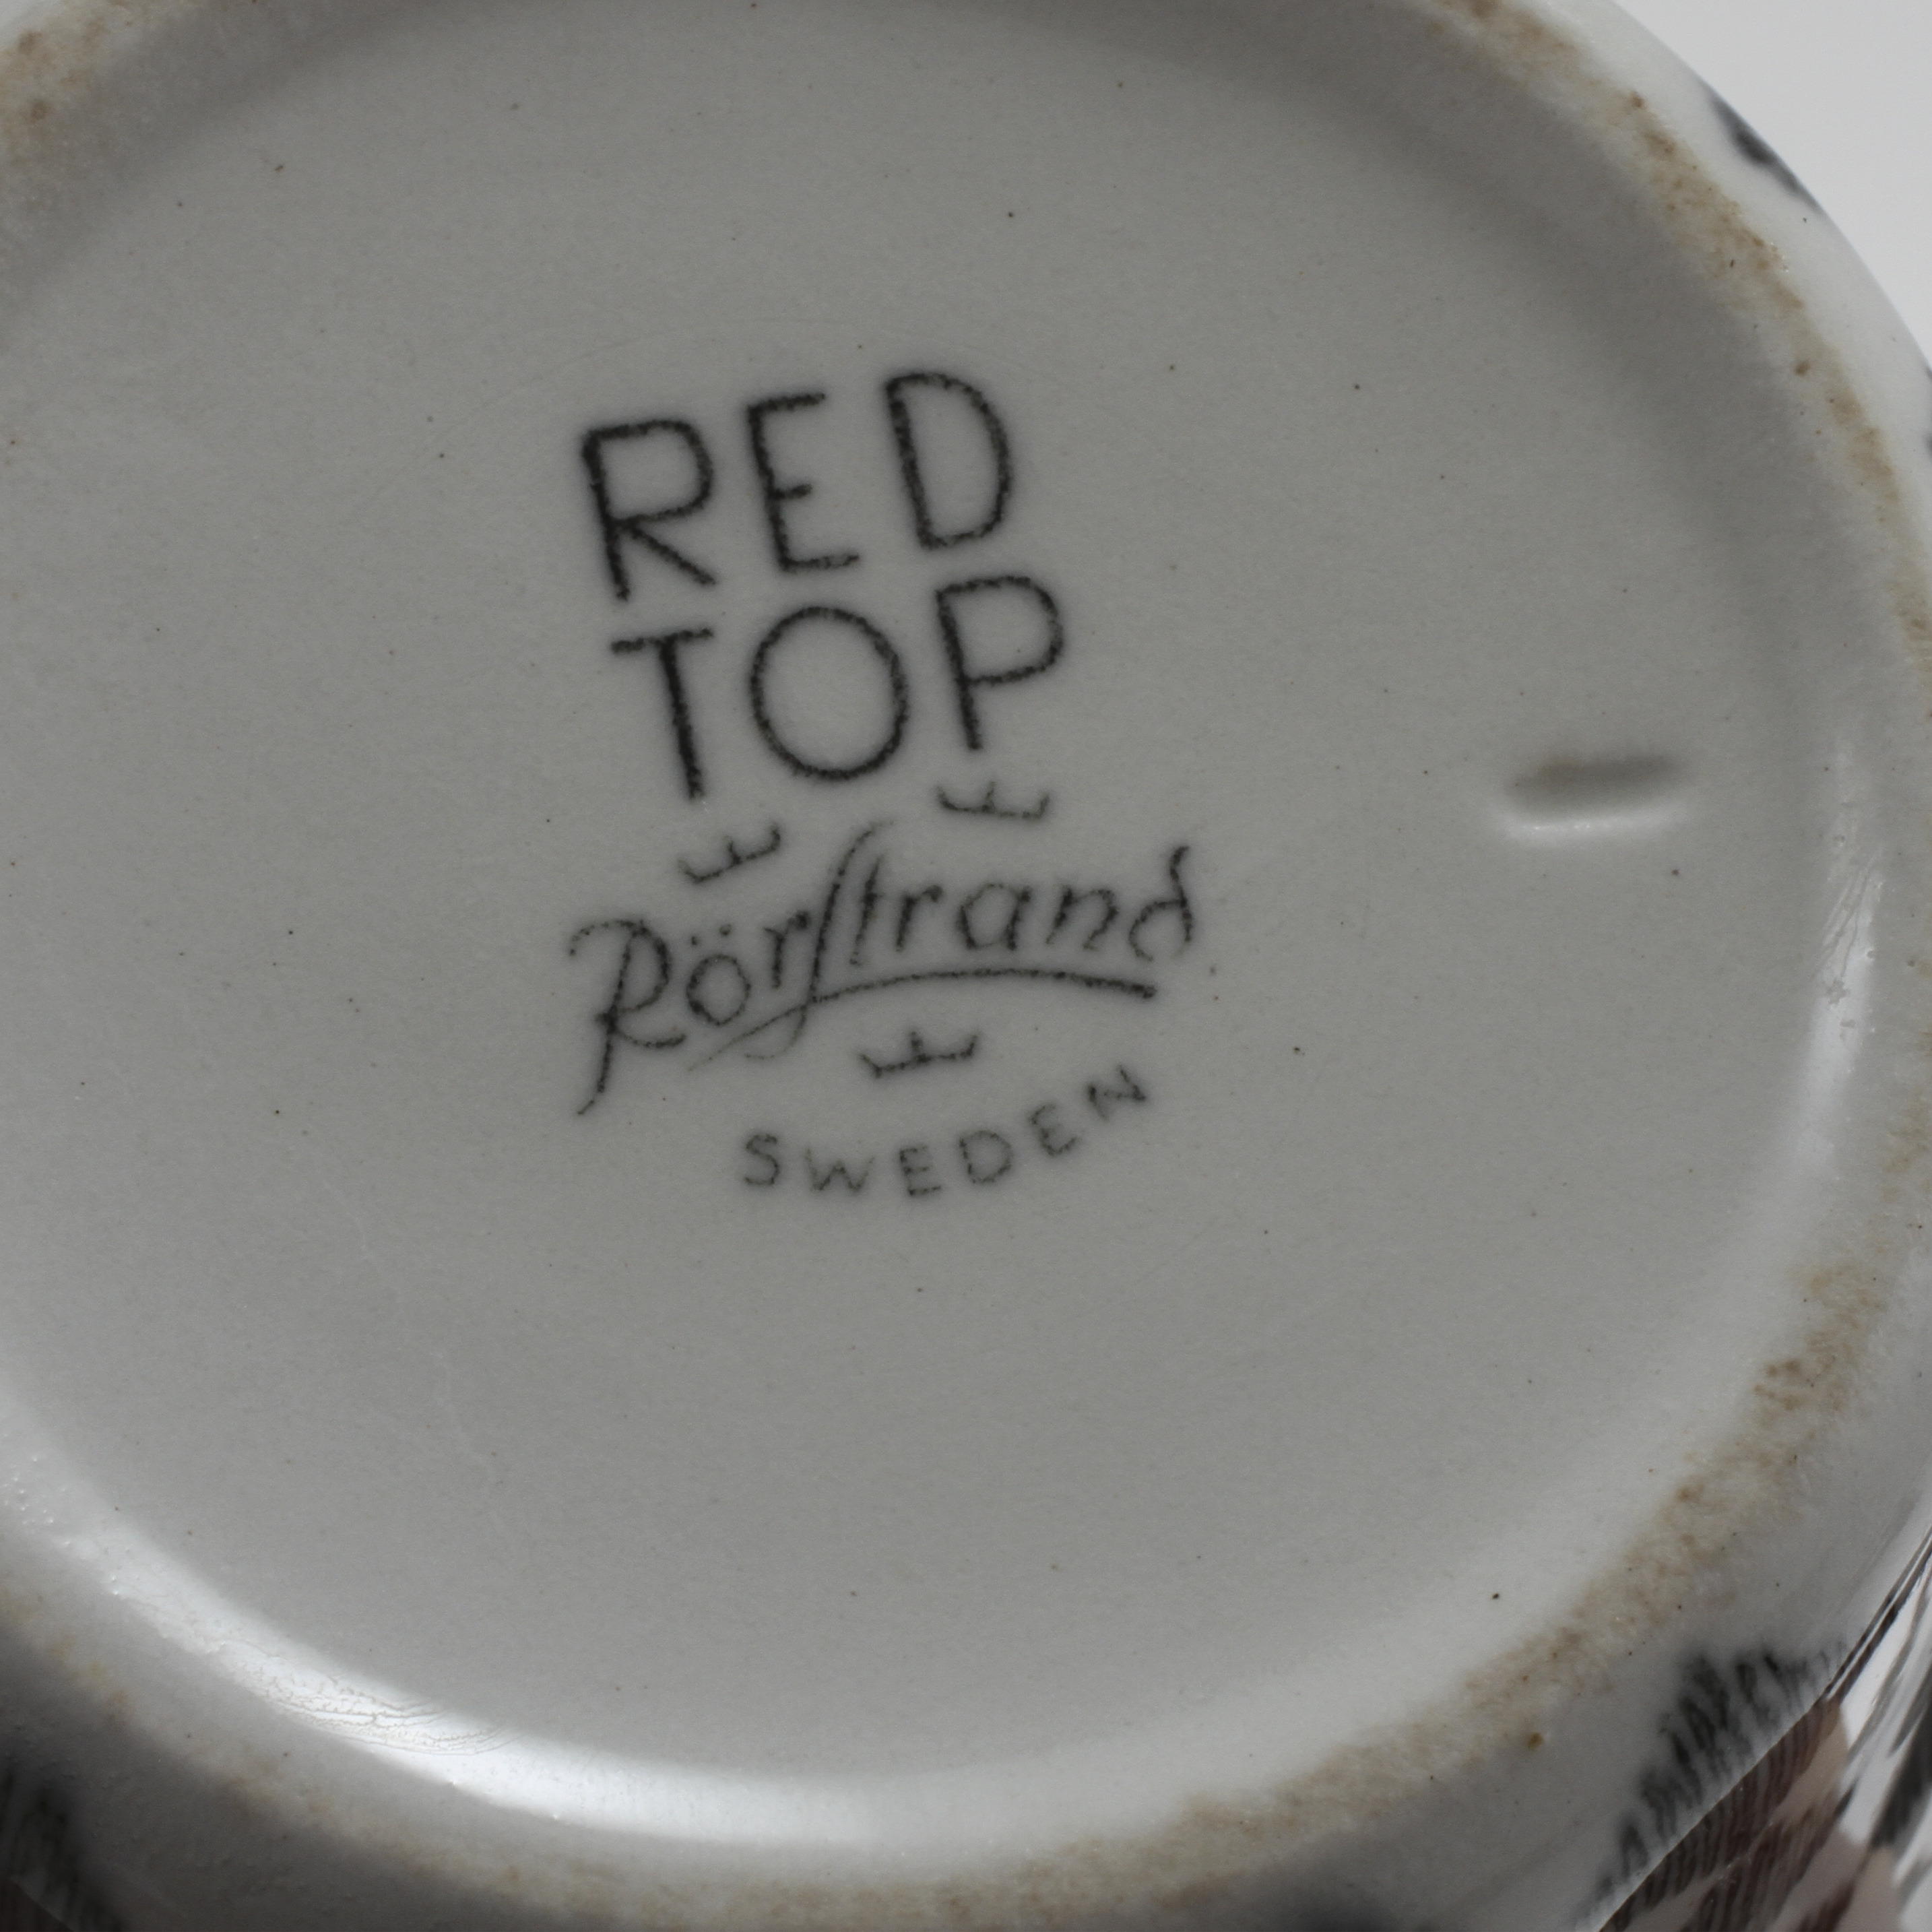 RED
TOP
Rörstrand
SWEDEN